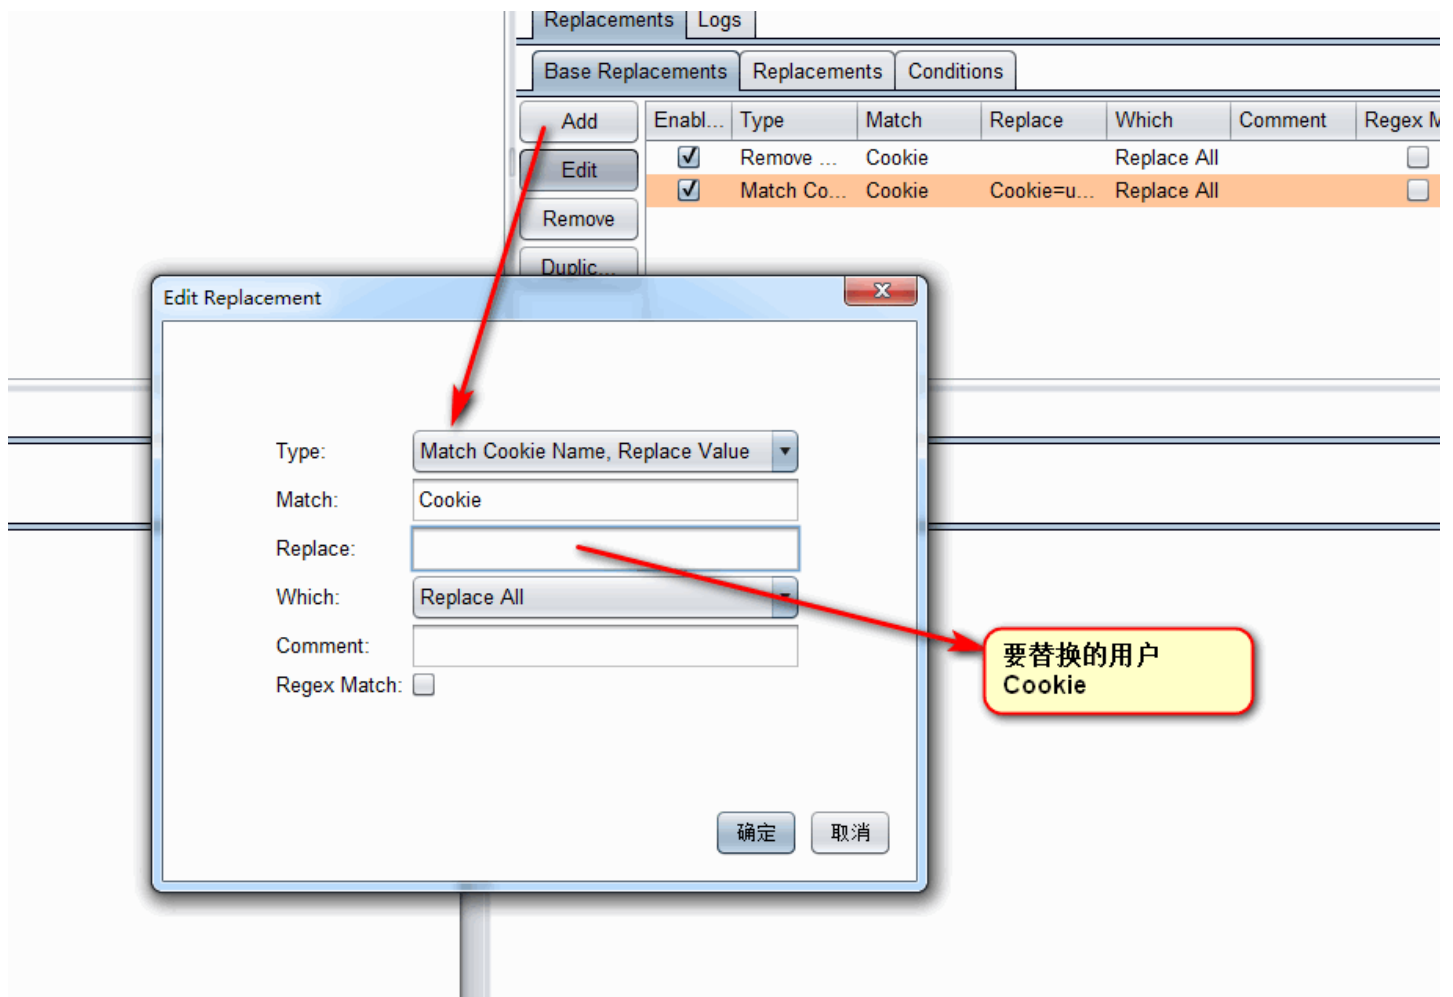 Replacements Logs
Base Replacements Replacements Conditions
Add Enabl... Type Match Replace Which Comment Regex M
Remove ... Cookie Replace All
Edit
Match Co... Cookie Cookie=u... Replace All
Remove
Duplic...
Edit Replacement
Type: Match Cookie Name, Replace Value
Match: Cookie
Replace:
Which: Replace All
Comment:
Regex Match:
要替换的用户
Cookie
确定 取消